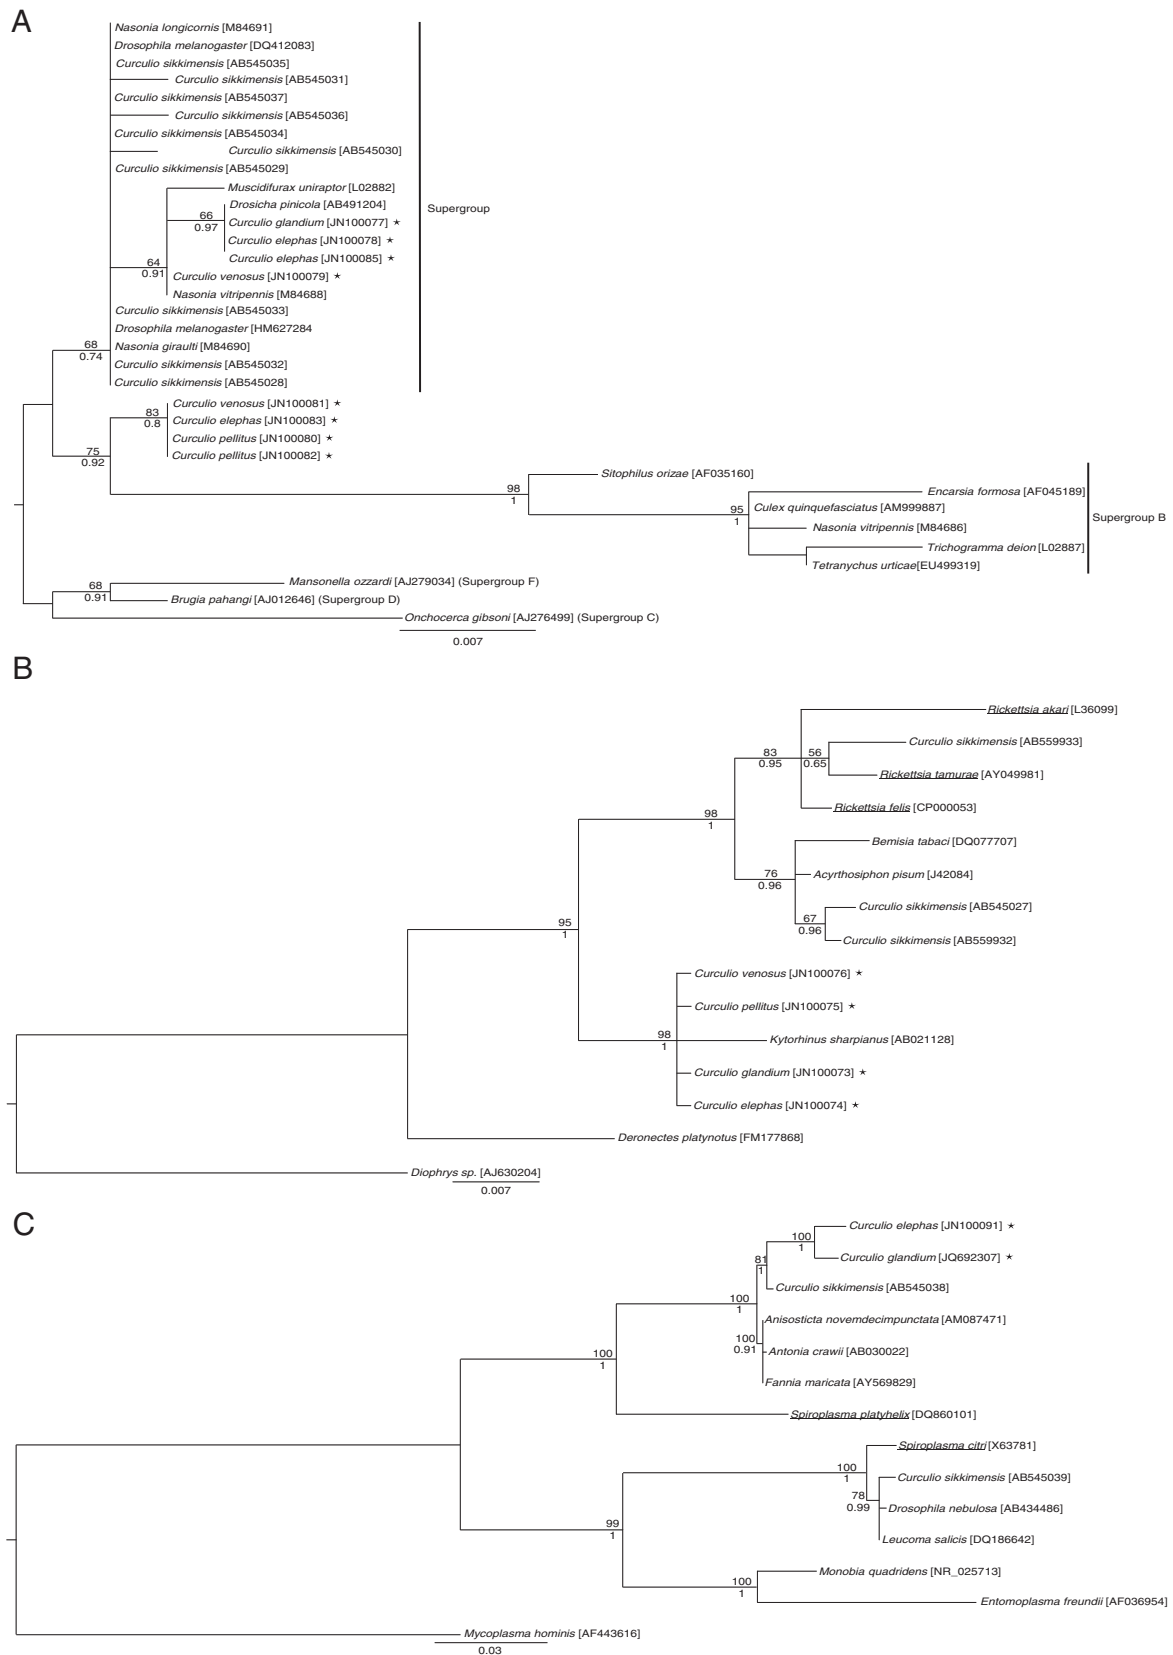 A
Nasonia longicornis [M84691]
Drosophila melanogaster [DQ412083]
Curculio sikkimensis [AB545035]
Curculio sikkimensis [AB545031]
Curculio sikkimensis [AB545037]
Curculio sikkimensis [AB545036]
Curculio sikkimensis [AB545034]
Curculio sikkimensis [AB545030]
Curculio sikkimensis [AB545029]
Muscidifurax uniraptor [L02882]
Drosicha pinicola [AB491204]
66
0.97
Curculio glandium [JN100077] ★
Supergroup
Curculio elephas [JN100078] ★
Curculio elephas [JN100085] ★
64
0.91
Curculio venosus [JN100079] ★
Nasonia vitripennis [M84688]
Curculio sikkimensis [AB545033]
Drosophila melanogaster [HM627284
68
0.74
Nasonia giraulti [M84690]
Curculio sikkimensis [AB545032]
Curculio sikkimensis [AB545028]
Curculio venosus [JN100081] ★
83
0.8
Curculio elephas [JN100083] ★
Curculio pellitus [JN100080] ★
75
0.92
Curculio pellitus [JN100082] ★
Sitophilus orizae [AF035160]
98
1
Encarsia formosa [AF045189]
95
1
Culex quinquefasciatus [AM999887]
Supergroup B
Nasonia vitripennis [M84686]
Trichogramma deion [L02887]
Tetranychus urticae[EU499319]
68
0.91
Mansonella ozzardi [AJ279034] (Supergroup F)
Brugia pahangi [AJ012646] (Supergroup D)
Onchocerca gibsoni [AJ276499] (Supergroup C)
0.007
B
Rickettsia akari [L36099]
Curculio sikkimensis [AB559933]
83
0.95
56
0.65
Rickettsia tamurae [AY049981]
Rickettsia felis [CP000053]
98
1
Bemisia tabaci [DQ077707]
76
0.96
Acyrthosiphon pisum [J42084]
Curculio sikkimensis [AB545027]
67
0.96
Curculio sikkimensis [AB559932]
95
1
Curculio venosus [JN100076] ★
Curculio pellitus [JN100075] ★
98
1
Kytorhinus sharpianus [AB021128]
Curculio glandium [JN100073] ★
Curculio elephas [JN100074] ★
Deronectes platynotus [FM177868]
Diophrys sp. [AJ630204]
0.007
C
Curculio elephas [JN100091] ★
100
1
Curculio glandium [JQ692307] ★
81
1
Curculio sikkimensis [AB545038]
100
1
Anisosticta novemdecimpunctata [AM087471]
100
0.91
Antonia crawii [AB030022]
100
1
Fannia maricata [AY569829]
Spiroplasma platyhelix [DQ860101]
Spiroplasma citri [X63781]
100
1
Curculio sikkimensis [AB545039]
78
0.99
Drosophila nebulosa [AB434486]
99
1
Leucoma salicis [DQ186642]
Monobia quadridens [NR_025713]
100
1
Entomoplasma freundii [AF036954]
Mycoplasma hominis [AF443616]
0.03